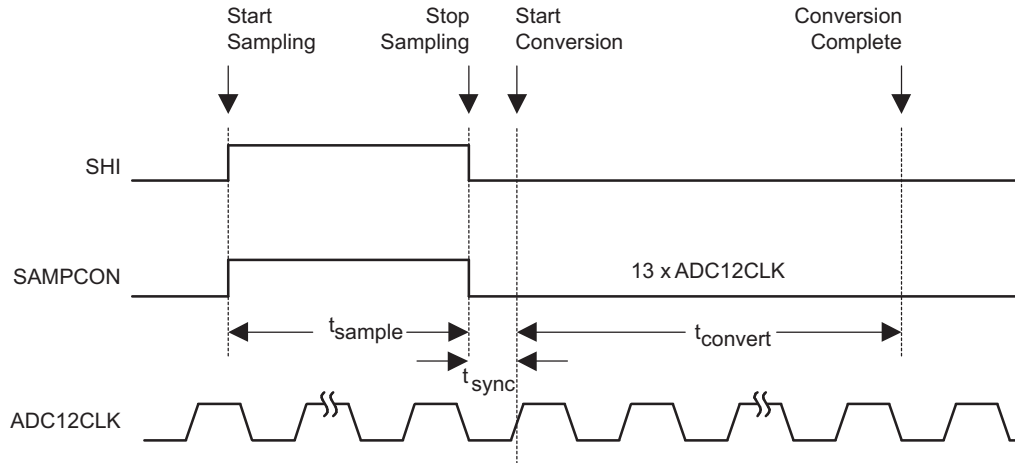 Start
Sampling
Stop
Sampling
Start
Conversion
Conversion
Complete
SHI
SAMPCON
13 x ADC12CLK
tsample
tconvert
tsync
ADC12CLK